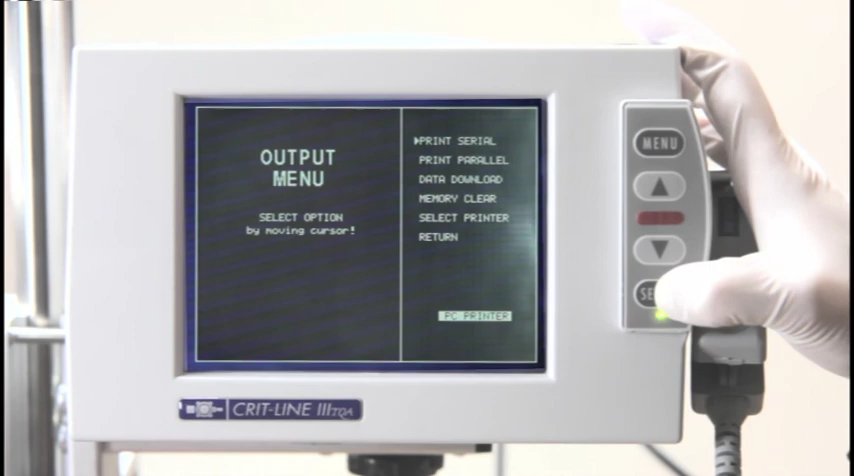 OUTPUT
MENU
SELECT OPTION
by moving cursor!
PRINT SERIAL
PRINT PARALLEL
DATA DOWNLOAD
MEMORY CLEAR
SELECT PRINTER
RETURN
PC PRINTER
MENU
CRIT-LINE III TQA